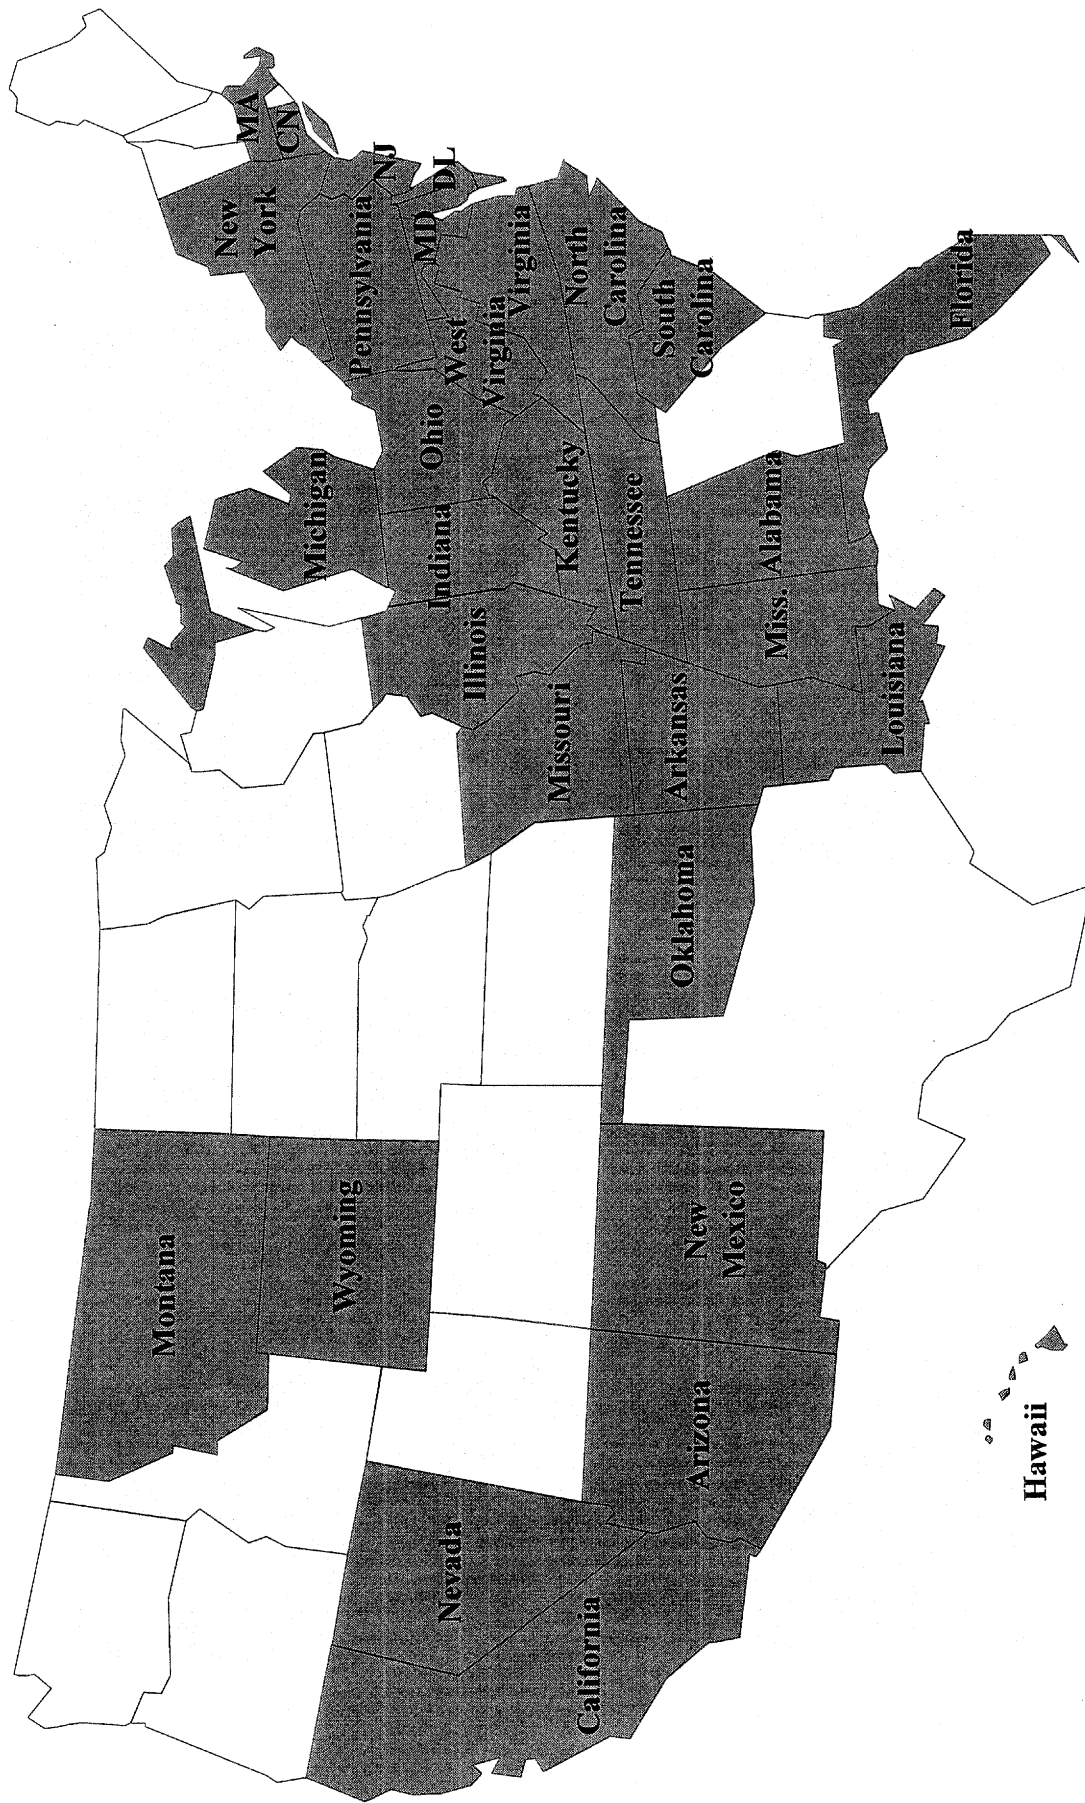 Montana
Wyoming
Nevada
California
Arizona
New
Mexico
Hawaii
Oklahoma
Missouri
Arkansas
Louisiana
Illinois
Miss.
Michigan
Indiana
Kentucky
Tennessee
Alabama
Ohio
West
Virginia
Pennsylvania
New
York
MD
Virginia
North
Carolina
South
Carolina
Florida
MA
CN
NJ
DL